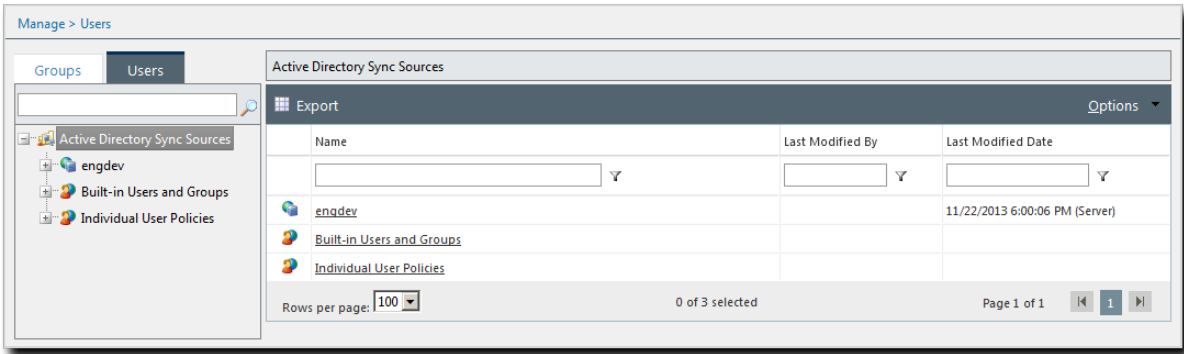 Manage > Users
Groups Users
Active Directory Sync Sources
engdev
Built-in Users and Groups
Individual User Policies
Active Directory Sync Sources
Export Options
Name Last Modified By Last Modified Date
engdev 11/22/2013 6:00:06 PM (Server)
Built-in Users and Groups
Individual User Policies
Rows per page: 100 0 of 3 selected Page 1 of 1 1